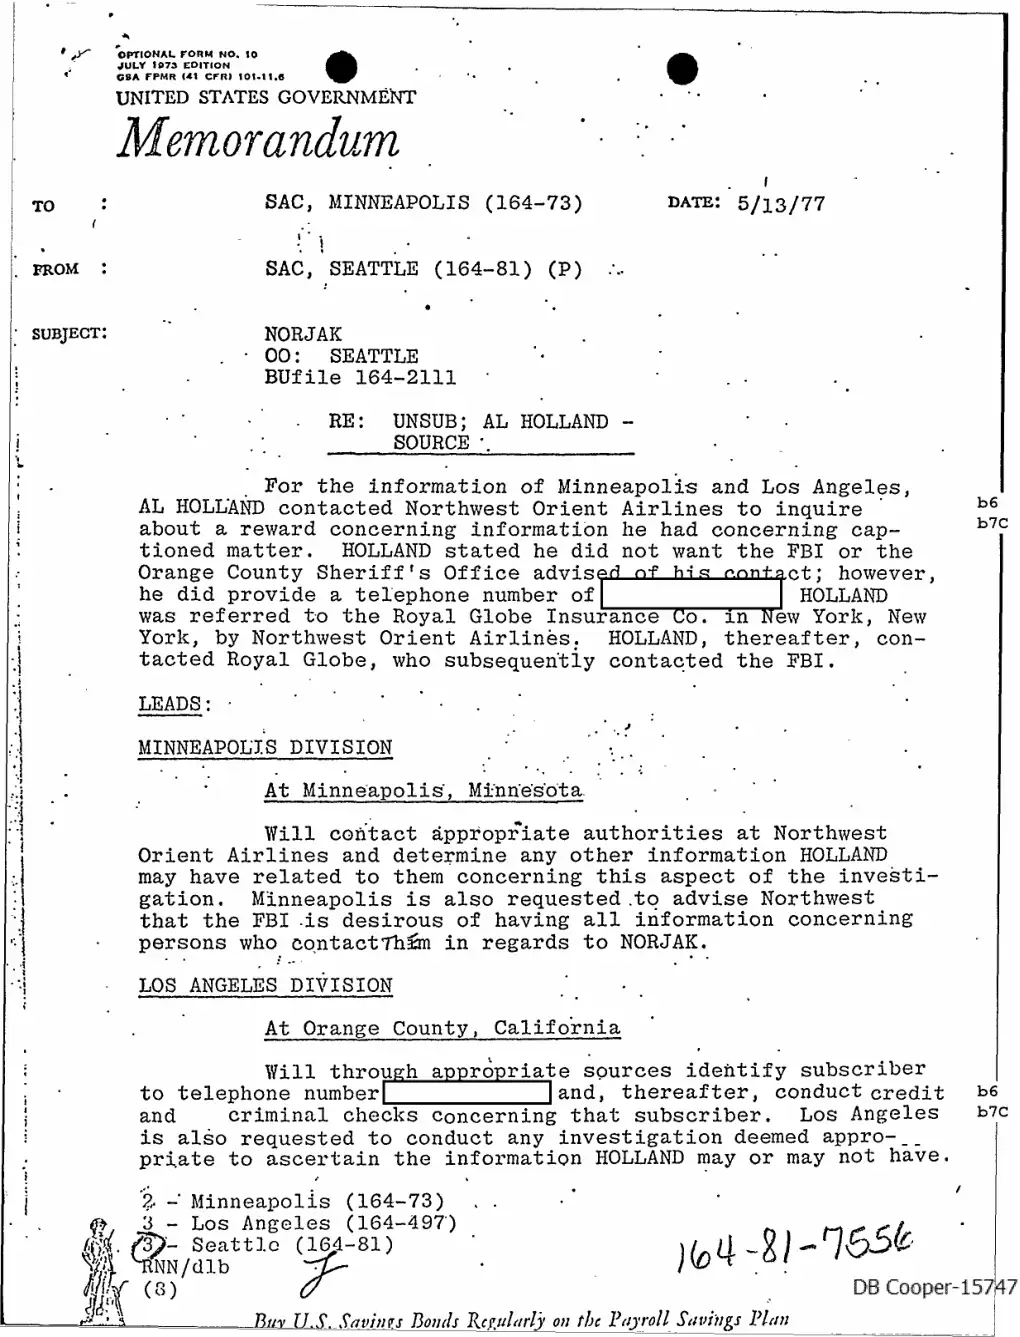 OPTIONAL FORM NO. 10
JULY 1973 EDITION
GSA FPMR (41 CFR) 101-11.6
UNITED STATES GOVERNMENT
Memorandum
TO : SAC, MINNEAPOLIS (164-73) DATE: 5/13/77
FROM : SAC, SEATTLE (164-81) (P)
SUBJECT: NORJAK
OO: SEATTLE
BUfile 164-2111
RE: UNSUB; AL HOLLAND -
SOURCE
For the information of Minneapolis and Los Angeles,
AL HOLLAND contacted Northwest Orient Airlines to inquire
about a reward concerning information he had concerning cap-
tioned matter. HOLLAND stated he did not want the FBI or the
Orange County Sheriff's Office advised of his contact; however,
he did provide a telephone number of HOLLAND
was referred to the Royal Globe Insurance Co. in New York, New
York, by Northwest Orient Airlines. HOLLAND, thereafter, con-
tacted Royal Globe, who subsequently contacted the FBI.
b6
b7C
LEADS:
MINNEAPOLIS DIVISION
At Minneapolis, Minnesota
Will contact appropriate authorities at Northwest
Orient Airlines and determine any other information HOLLAND
may have related to them concerning this aspect of the investi-
gation. Minneapolis is also requested to advise Northwest
that the FBI is desirous of having all information concerning
persons who contact Them in regards to NORJAK.
LOS ANGELES DIVISION
At Orange County, California
Will through appropriate sources identify subscriber
to telephone number and, thereafter, conduct credit
and criminal checks concerning that subscriber. Los Angeles
is also requested to conduct any investigation deemed appro-
priate to ascertain the information HOLLAND may or may not have.
b6
b7C
2 - Minneapolis (164-73)
3 - Los Angeles (164-497)
3 - Seattle (164-81)
RNN/dlb
(8)
164-81-7556
DB Cooper-15747
Buy U.S. Savings Bonds Regularly on the Payroll Savings Plan